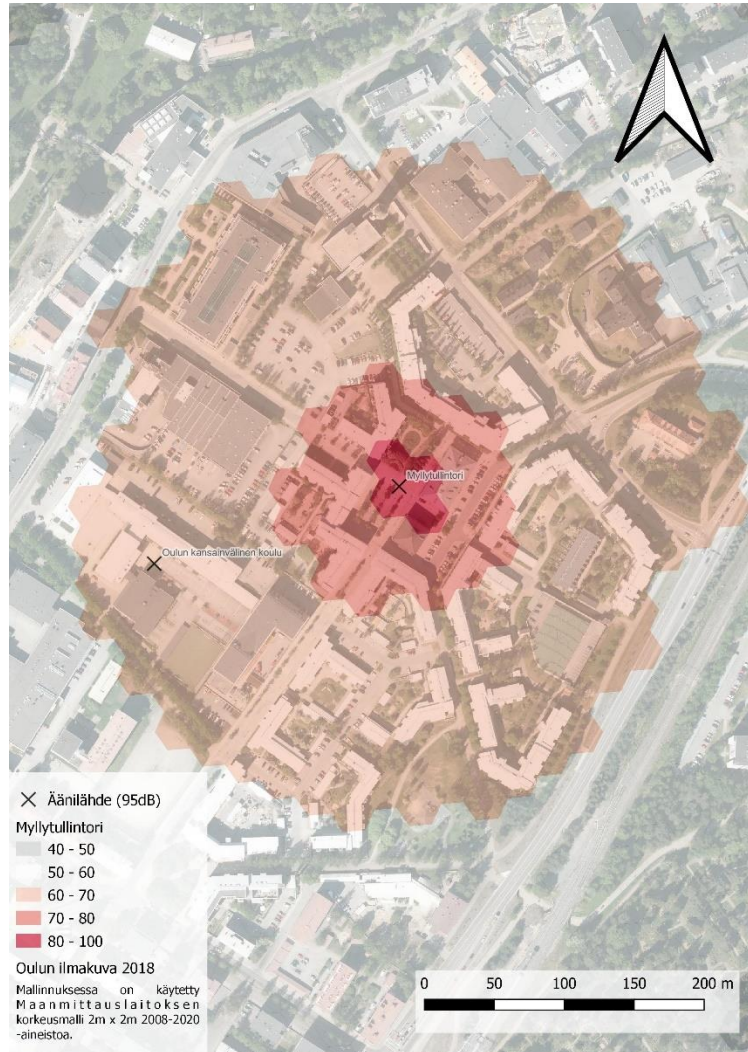 Myllytullintori
Oulun kansainvälinen koulu
Äänilähde (95dB)
Myllytullintori
40 - 50
50 - 60
60 - 70
70 - 80
80 - 100
Oulun ilmakuva 2018
Mallinnuksessa on käytetty
Maanmittauslaitoksen
korkeusmalli 2m x 2m 2008-2020
-aineistoa.
0 50 100 150 200 m